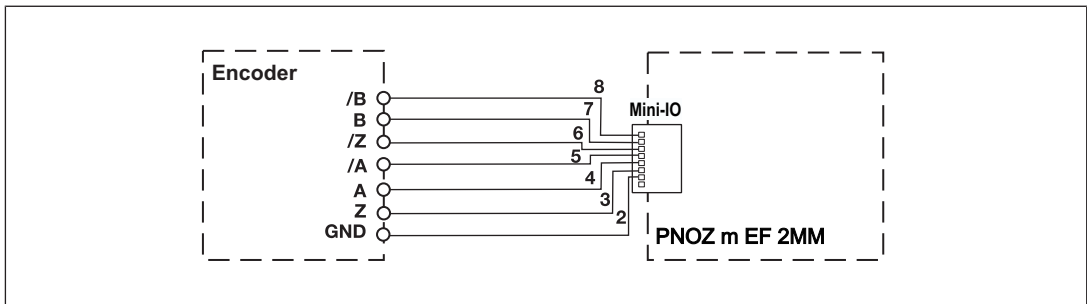 Encoder
/B
B
/Z
/A
A
Z
GND
8
7
6
5
4
3
2
Mini-IO
PNOZ m EF 2MM